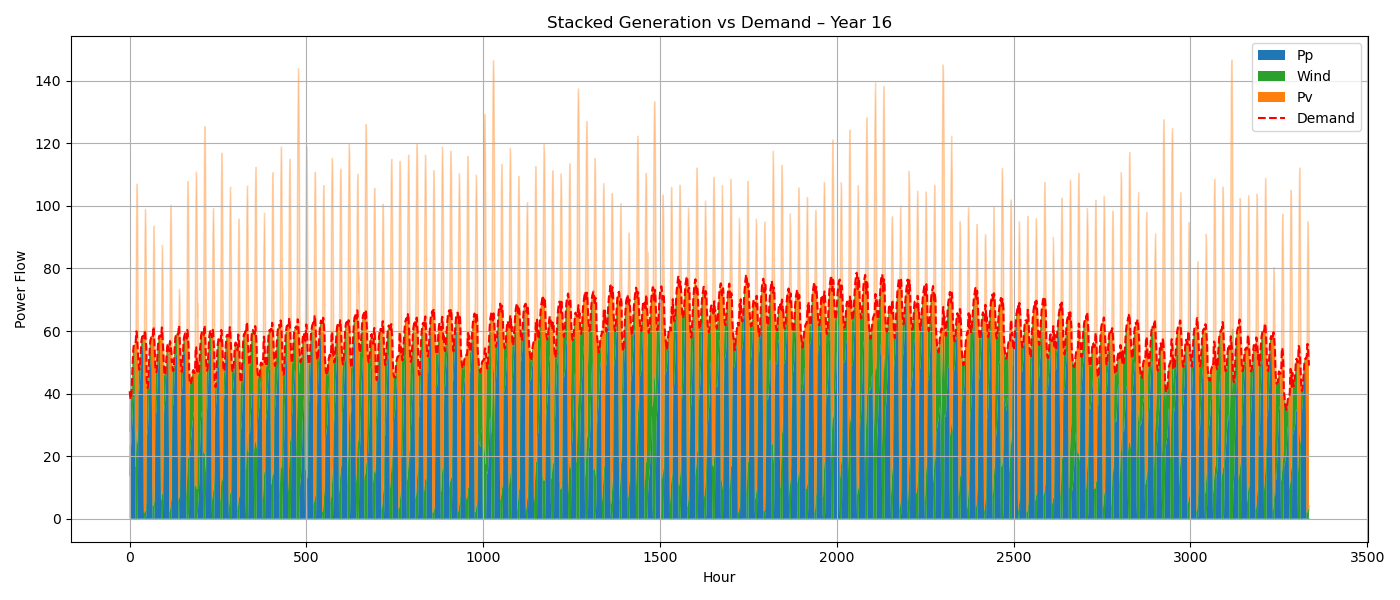 Stacked Generation vs Demand – Year 16
Power Flow
140
120
100
80
60
40
20
0
Pp
Wind
Pv
Demand
0 500 1000 1500 2000 2500 3000 3500
Hour